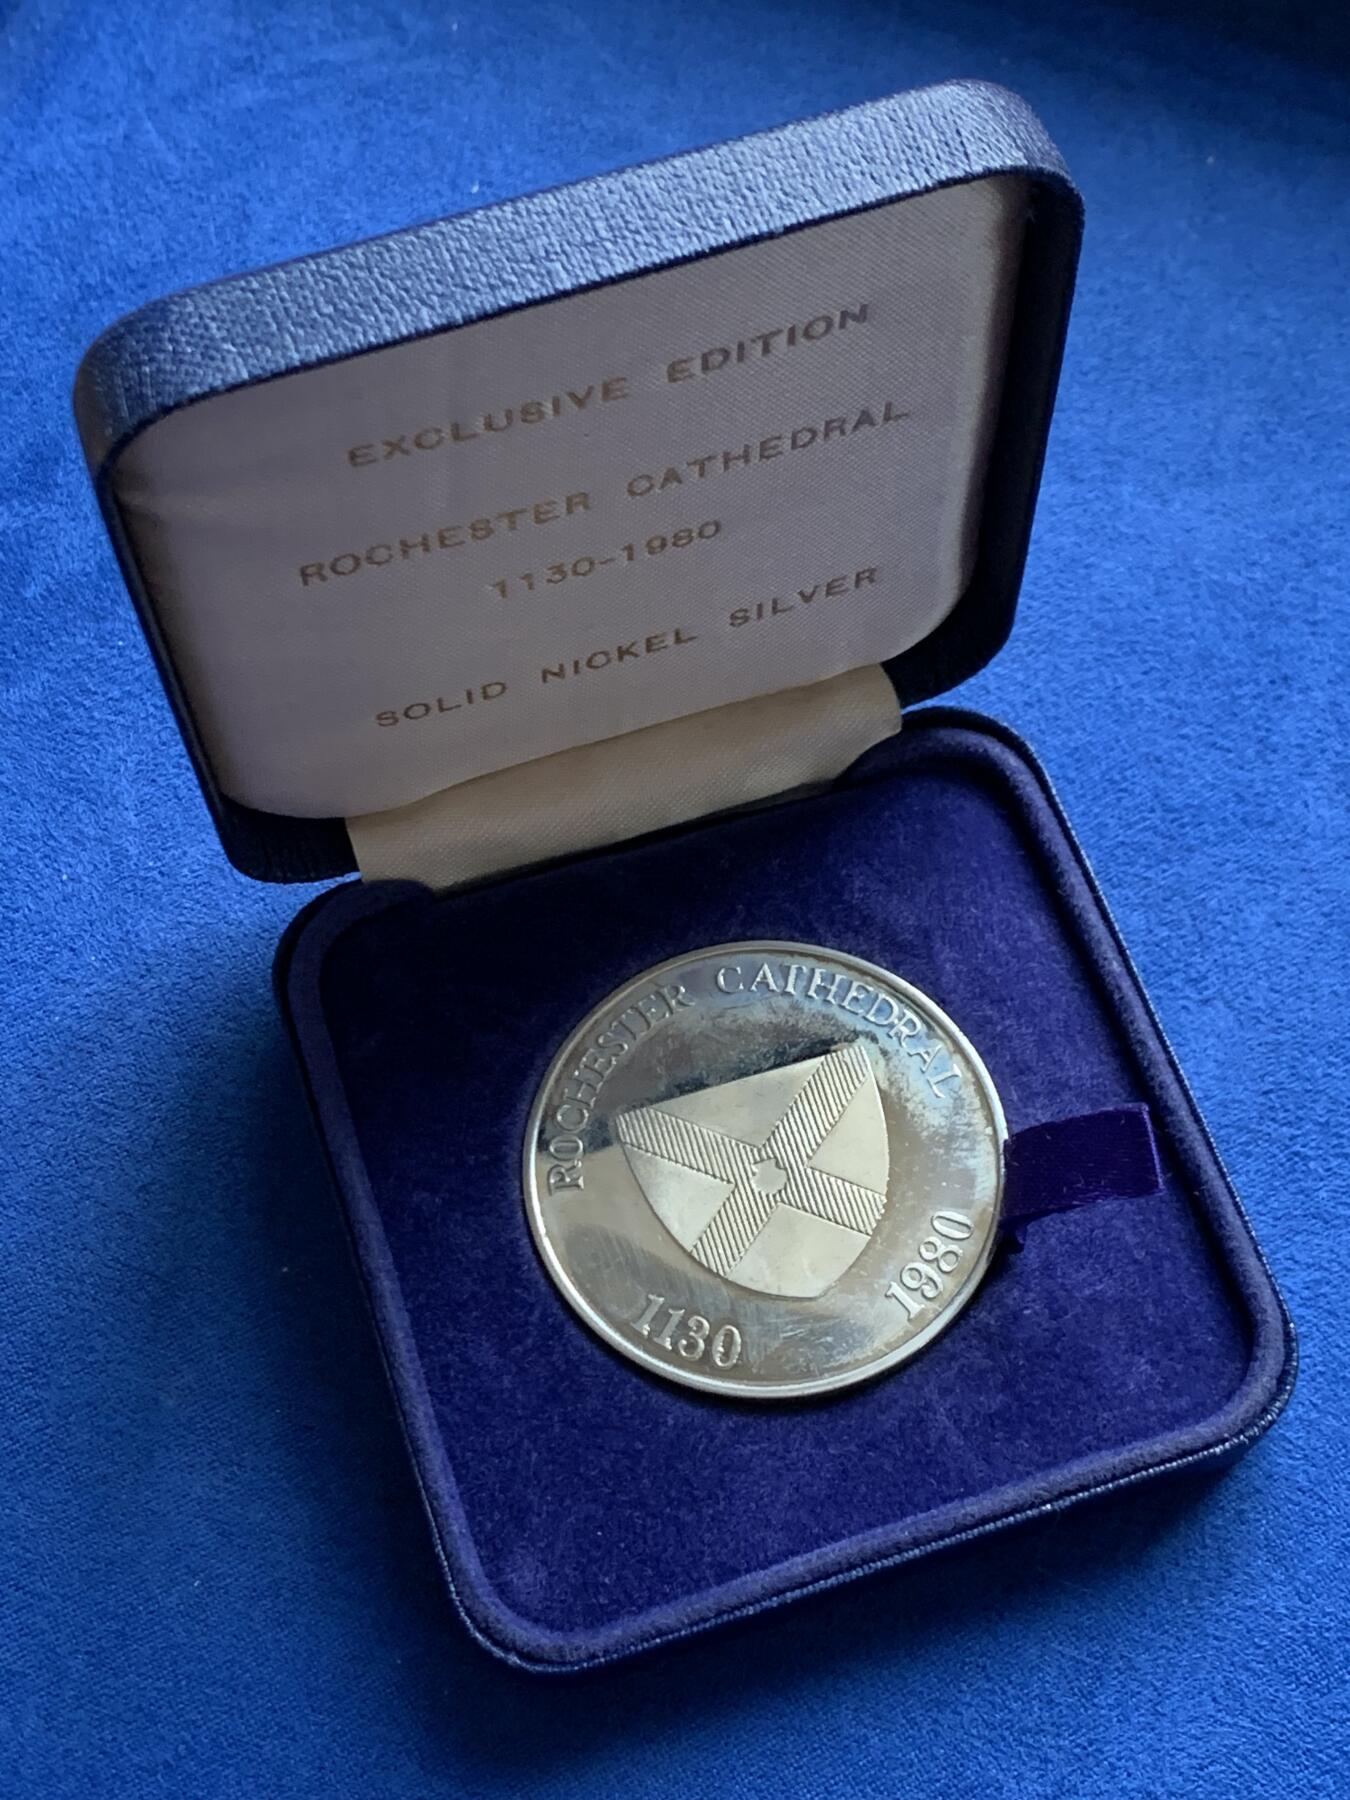 EXCLUSIVE EDITION
ROCHESTER CATHEDRAL
1130-1980
SOLID NICKEL SILVER
ROCHESTER CATHEDRAL
1130 1980